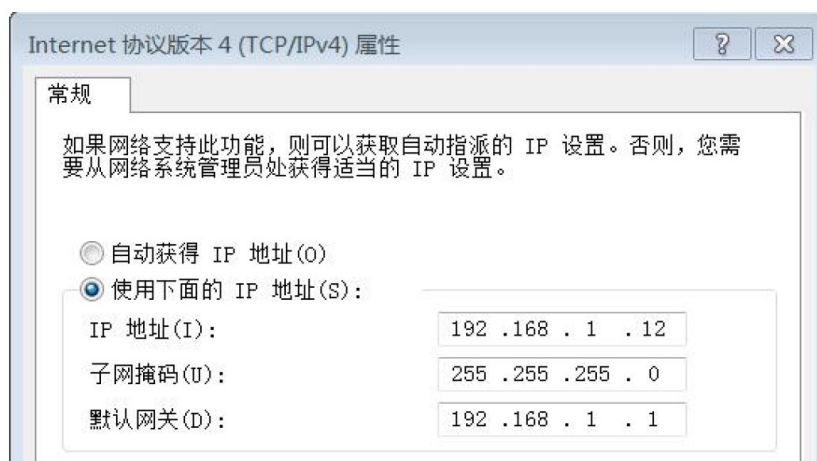 Internet 协议版本 4 (TCP/IPv4) 属性
常规
如果网络支持此功能，则可以获取自动指派的 IP 设置。否则，您需
要从网络系统管理员处获得适当的 IP 设置。
自动获得 IP 地址(O)
使用下面的 IP 地址(S):
IP 地址(I): 192 .168 . 1 . 12
子网掩码(U): 255 .255 .255 . 0
默认网关(D): 192 .168 . 1 . 1